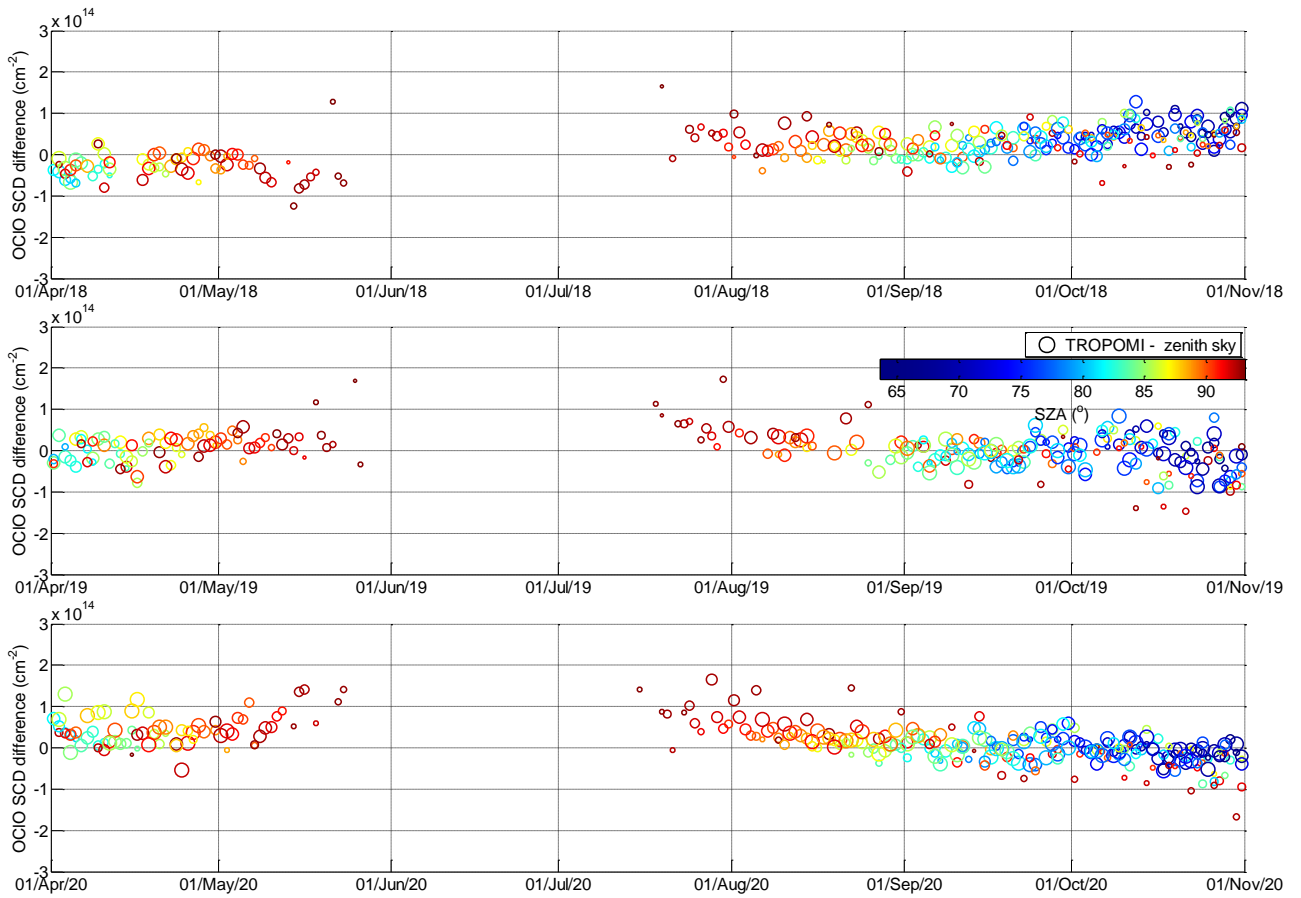 x 10^14
OClO SCD difference (cm^-2)
3
2
1
0
-1
-2
-3
01/Apr/18 01/May/18 01/Jun/18 01/Jul/18 01/Aug/18 01/Sep/18 01/Oct/18 01/Nov/18
x 10^14
OClO SCD difference (cm^-2)
3
2
1
0
-1
-2
-3
TROPOMI - zenith sky
65 70 75 80 85 90
SZA (°)
01/Apr/19 01/May/19 01/Jun/19 01/Jul/19 01/Aug/19 01/Sep/19 01/Oct/19 01/Nov/19
x 10^14
OClO SCD difference (cm^-2)
3
2
1
0
-1
-2
-3
01/Apr/20 01/May/20 01/Jun/20 01/Jul/20 01/Aug/20 01/Sep/20 01/Oct/20 01/Nov/20